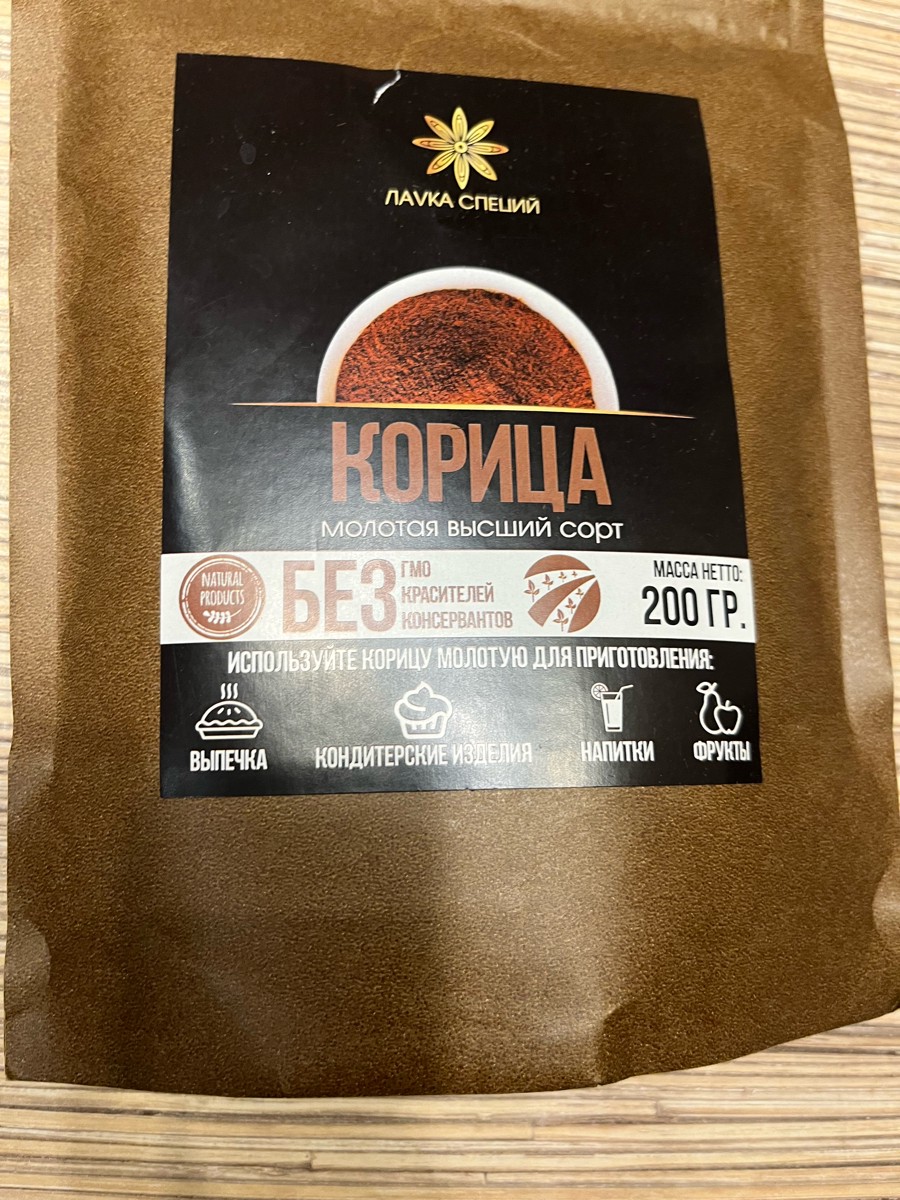 ЛАVКА СПЕЦИЙ
КОРИЦА
МОЛОТАЯ ВЫСШИЙ СОРТ
NATURAL
PRODUCTS
БЕЗ
ГМО
КРАСИТЕЛЕЙ
КОНСЕРВАНТОВ
МАССА НЕТТО:
200 ГР.
ИСПОЛЬЗУЙТЕ КОРИЦУ МОЛОТУЮ ДЛЯ ПРИГОТОВЛЕНИЯ:
ВЫПЕЧКА
КОНДИТЕРСКИЕ ИЗДЕЛИЯ
НАПИТКИ
ФРУКТЫ